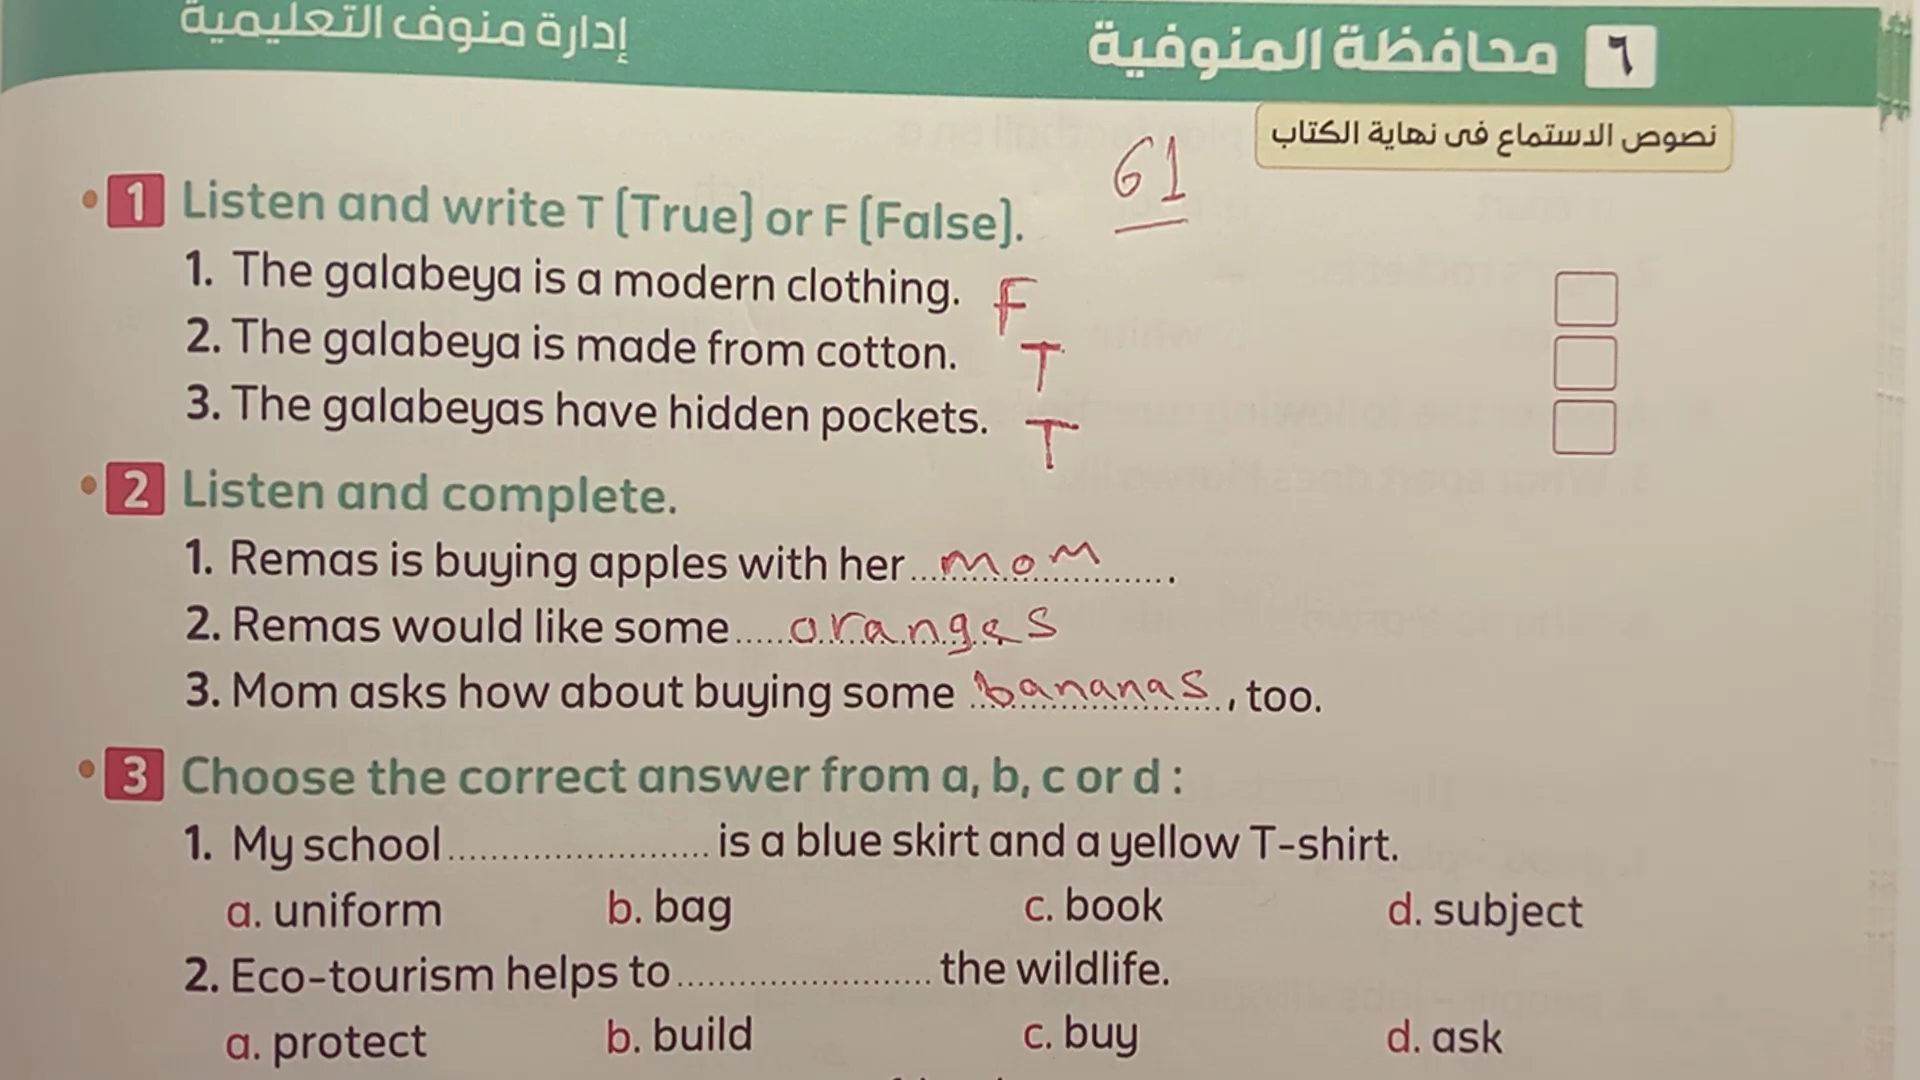 ٦ محافظة المنوفية إدارة منوف التعليمية
نصوص الاستماع فى نهاية الكتاب
61
1 Listen and write T (True) or F (False).
1. The galabeya is a modern clothing. F
2. The galabeya is made from cotton. T
3. The galabeyas have hidden pockets. T
2 Listen and complete.
1. Remas is buying apples with her mom.
2. Remas would like some oranges
3. Mom asks how about buying some bananas, too.
3 Choose the correct answer from a, b, c or d :
1. My school ........................ is a blue skirt and a yellow T-shirt.
a. uniform b. bag c. book d. subject
2. Eco-tourism helps to ........................ the wildlife.
a. protect b. build c. buy d. ask